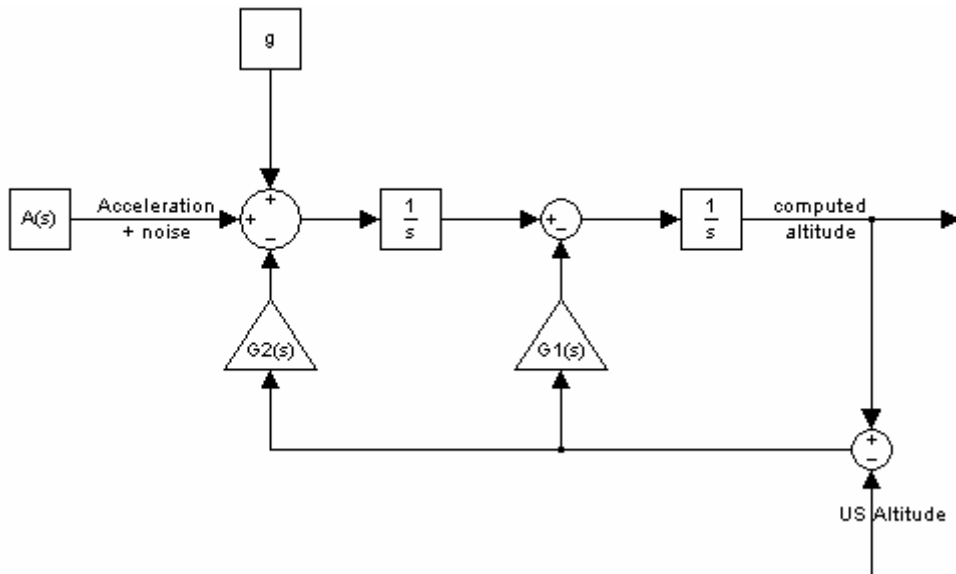 g
+
A(s)
Acceleration
+ noise
+
−
1
s
+
−
1
s
computed
altitude
G2(s)
G1(s)
+
−
US Altitude